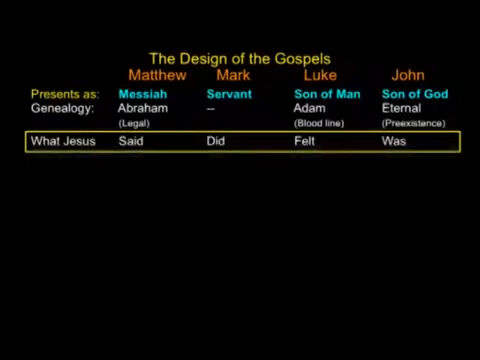 The Design of the Gospels
Matthew Mark Luke John
Presents as: Messiah Servant Son of Man Son of God
Genealogy: Abraham -- Adam Eternal
(Legal) (Blood line) (Preexistence)
What Jesus Said Did Felt Was